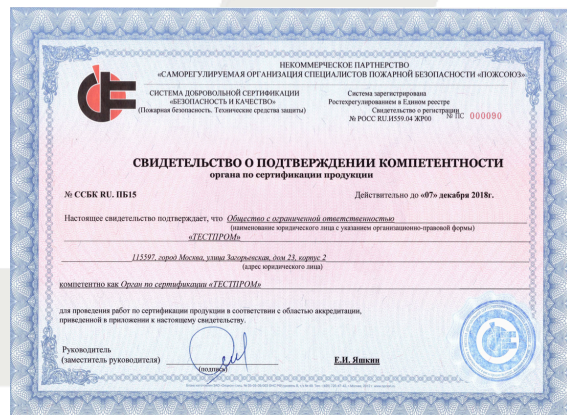 НЕКОММЕРЧЕСКОЕ ПАРТНЕРСТВО
«САМОРЕГУЛИРУЕМАЯ ОРГАНИЗАЦИЯ СПЕЦИАЛИСТОВ ПОЖАРНОЙ БЕЗОПАСНОСТИ «ПОЖСОЮЗ»
СИСТЕМА ДОБРОВОЛЬНОЙ СЕРТИФИКАЦИИ
«БЕЗОПАСНОСТЬ И КАЧЕСТВО»
(Пожарная безопасность. Технические средства защиты)
Система зарегистрирована
Ростехрегулированием в Едином реестре
Свидетельство о регистрации
№ РОСС RU.И559.04 ЖР00
№ ПС 000090
СВИДЕТЕЛЬСТВО О ПОДТВЕРЖДЕНИИ КОМПЕТЕНТНОСТИ
органа по сертификации продукции
№ ССБК RU. ПБ15 Действительно до «07» декабря 2018г.
Настоящее свидетельство подтверждает, что Общество с ограниченной ответственностью
(наименование юридического лица с указанием организационно-правовой формы)
«ТЕСТПРОМ»
115597, город Москва, улица Загорьевская, дом 23, корпус 2
(адрес юридического лица)
компетентно как Орган по сертификации «ТЕСТПРОМ»
для проведения работ по сертификации продукции в соответствии с областью аккредитации,
приведенной в приложении к настоящему свидетельству.
Руководитель
(заместитель руководителя)
(подпись)
Е.И. Яшкин